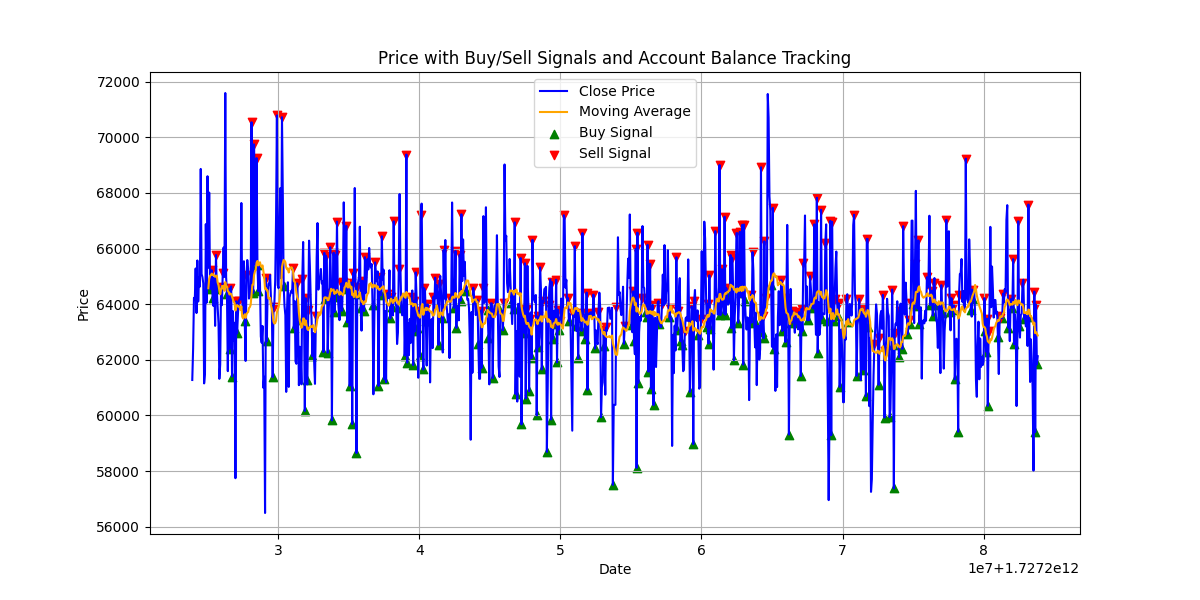 Price with Buy/Sell Signals and Account Balance Tracking
72000
70000
68000
66000
64000
62000
60000
58000
56000
Price
Close Price
Moving Average
Buy Signal
Sell Signal
3 4 5 6 7 8
Date
1e7+1.7272e12